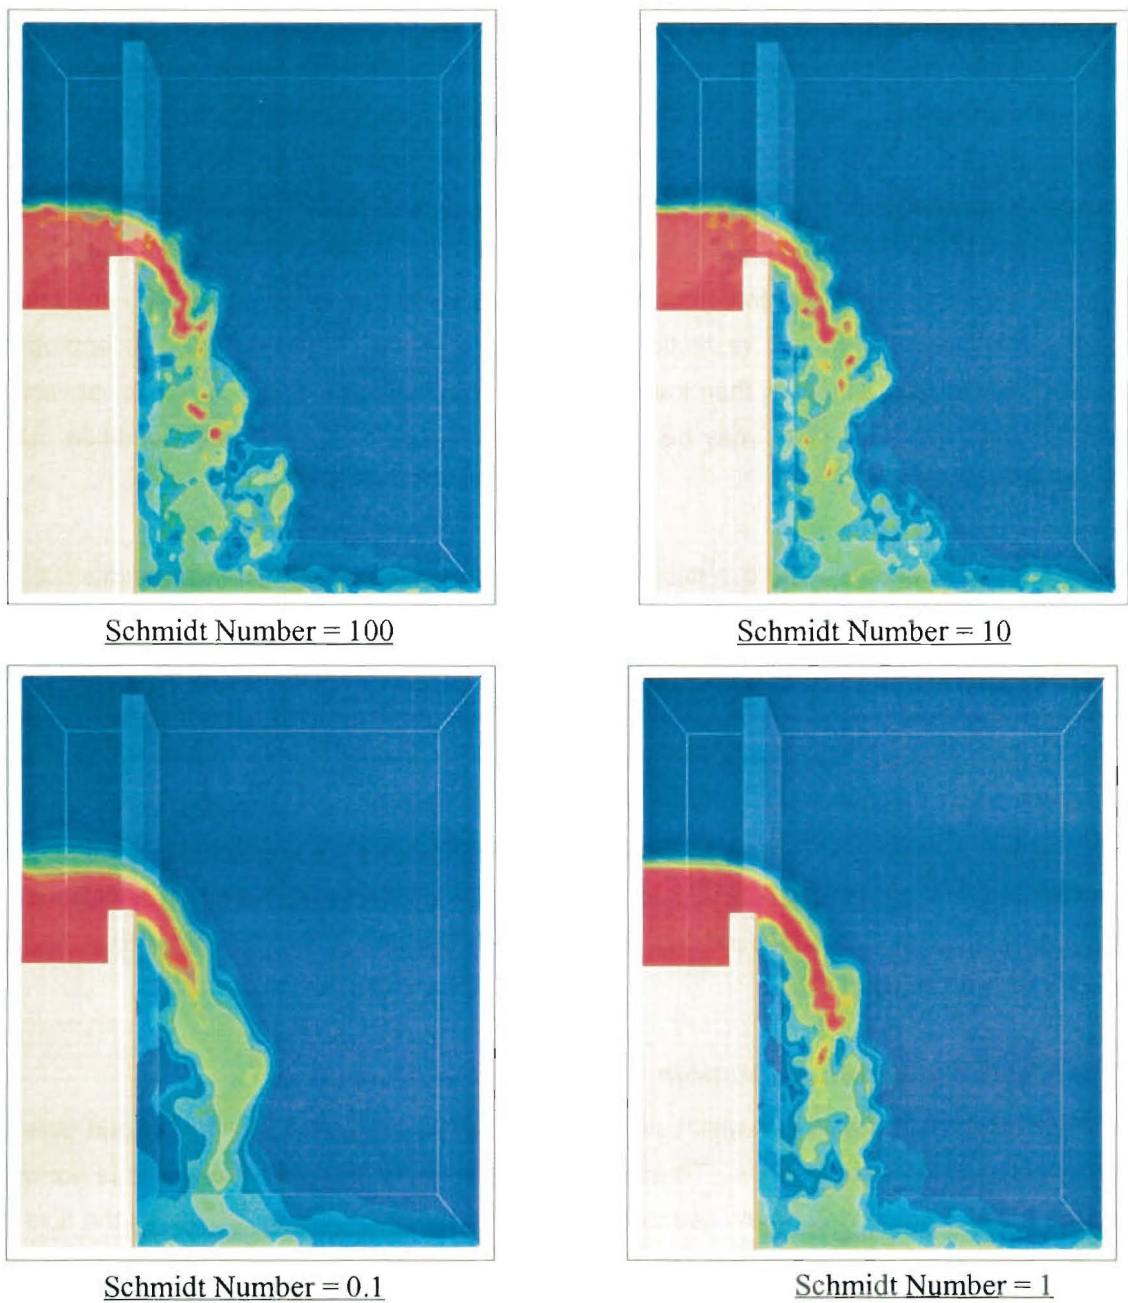 Schmidt Number = 100
Schmidt Number = 10
Schmidt Number = 0.1
Schmidt Number = 1